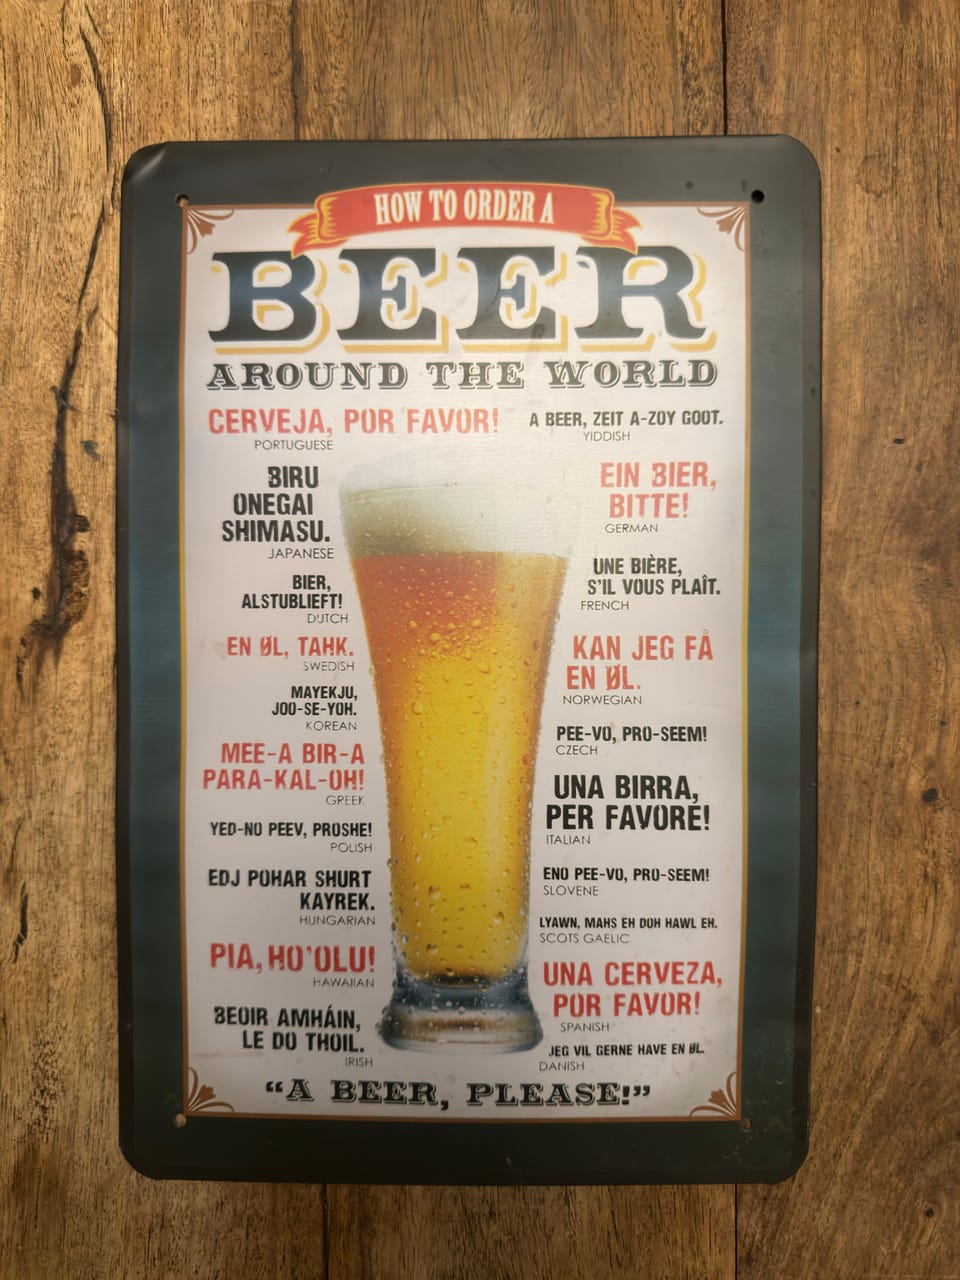 HOW TO ORDER A
BEER
AROUND THE WORLD
CERVEJA, POR FAVOR!
PORTUGUESE
BIRU
ONEGAI
SHIMASU.
JAPANESE
BIER,
ALSTUBLIEFT!
DUTCH
EN ØL, TAHK.
SWEDISH
MAYEKJU,
JOO-SE-YOH.
KOREAN
MEE-A BIR-A
PARA-KAL-OH!
GREEK
YED-NO PEEV, PROSHE!
POLISH
EDJ POHAR SHURT
KAYREK.
HUNGARIAN
PIA, HO'OLU!
HAWAIIAN
BEOIR AMHÁIN,
LE DO THOIL.
IRISH
A BEER, ZEIT A-ZOY GOOT.
YIDDISH
EIN BIER,
BITTE!
GERMAN
UNE BIÈRE,
S'IL VOUS PLAÎT.
FRENCH
KAN JEG FÅ
EN ØL.
NORWEGIAN
PEE-VO, PRO-SEEM!
CZECH
UNA BIRRA,
PER FAVORE!
ITALIAN
ENO PEE-VO, PRO-SEEM!
SLOVENE
LYAWN, MAHS EH DOH HAWL EH.
SCOTS GAELIC
UNA CERVEZA,
POR FAVOR!
SPANISH
JEG VIL GERNE HAVE EN ØL.
DANISH
"A BEER, PLEASE!"